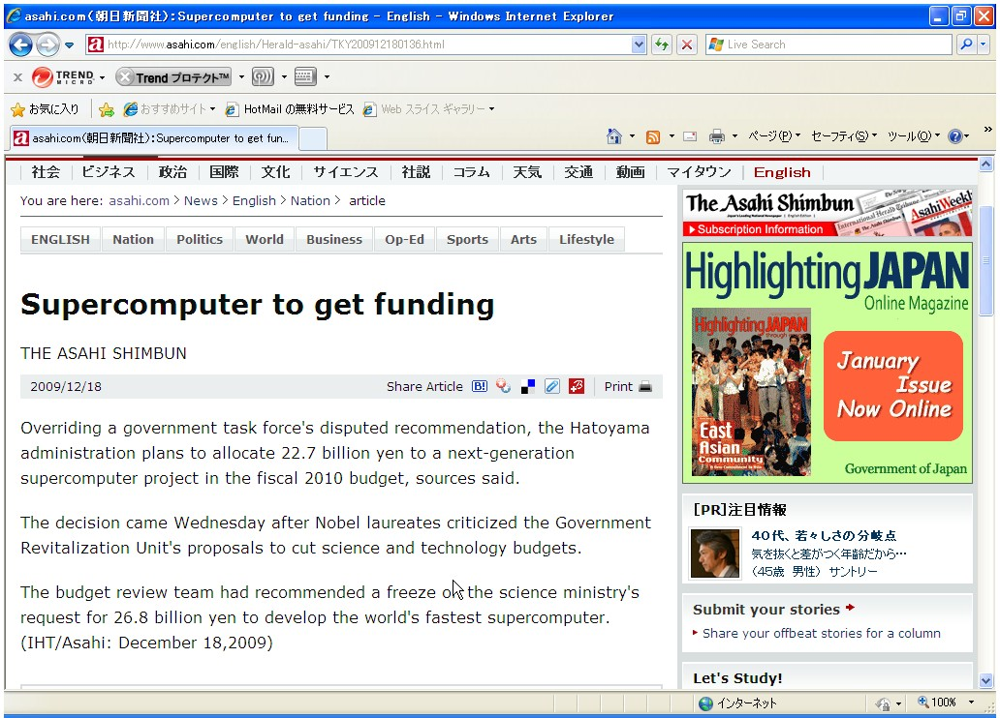 asahi.com(朝日新聞社):Supercomputer to get funding - English - Windows Internet Explorer
http://www.asahi.com/english/Herald-asahi/TKY200912180136.html
Live Search
x TREND MICRO Trend プロテクト™
お気に入り おすすめサイト HotMail の無料サービス Web スライス ギャラリー
asahi.com(朝日新聞社):Supercomputer to get fun... ページ(P) セーフティ(S) ツール(O) »
社会 ビジネス 政治 国際 文化 サイエンス 社説 コラム 天気 交通 動画 マイタウン English
You are here: asahi.com > News > English > Nation > article
ENGLISH Nation Politics World Business Op-Ed Sports Arts Lifestyle
Supercomputer to get funding
THE ASAHI SHIMBUN
2009/12/18 Share Article B! Print
Overriding a government task force's disputed recommendation, the Hatoyama
administration plans to allocate 22.7 billion yen to a next-generation
supercomputer project in the fiscal 2010 budget, sources said.
The decision came Wednesday after Nobel laureates criticized the Government
Revitalization Unit's proposals to cut science and technology budgets.
The budget review team had recommended a freeze on the science ministry's
request for 26.8 billion yen to develop the world's fastest supercomputer.
(IHT/Asahi: December 18,2009)
The Asahi Shimbun
Subscription Information
International Herald Tribune
AsahiWeekly
Highlighting JAPAN
Online Magazine
Highlighting JAPAN
East
Asian
Community
January
Issue
Now Online
Government of Japan
[PR]注目情報
40代、若々しさの分岐点
気を抜くと差がつく年齢だから…
(45歳 男性) サントリー
Submit your stories
Share your offbeat stories for a column
Let's Study!
インターネット
100%